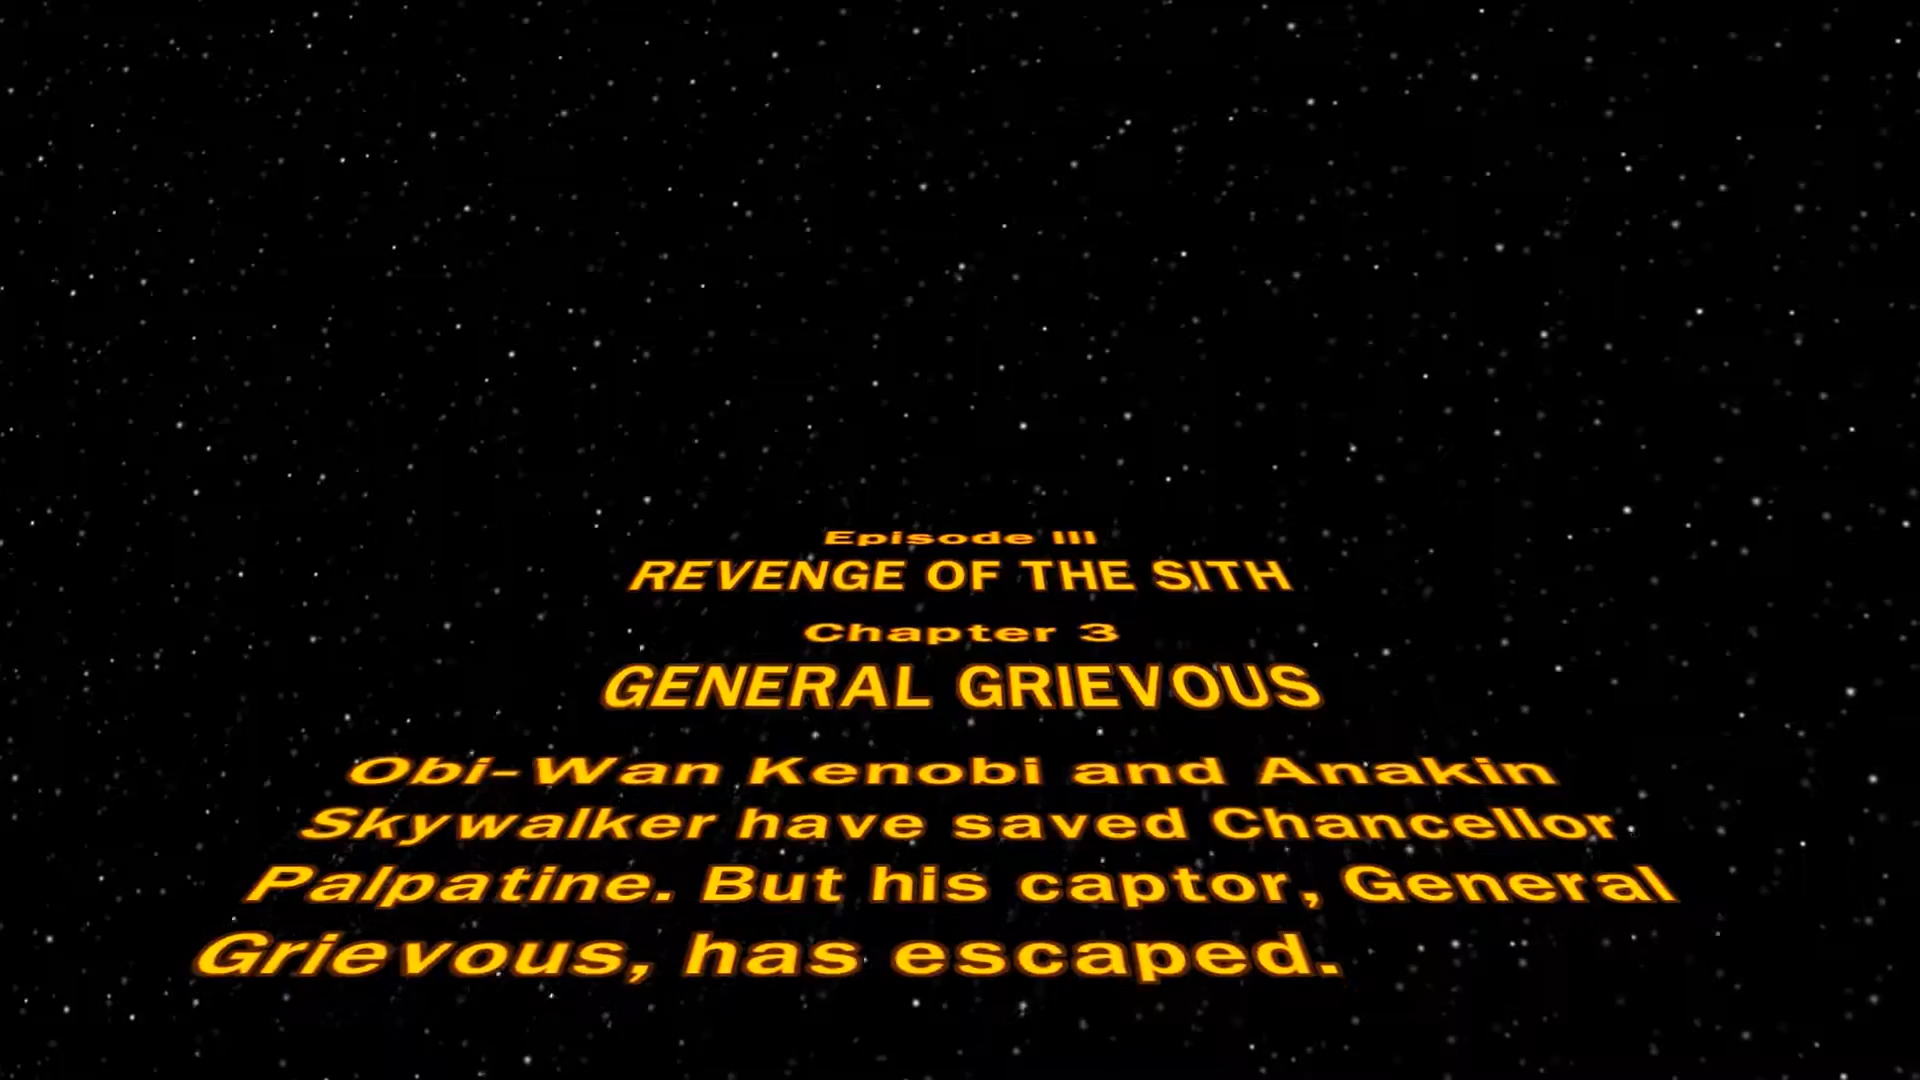 Episode III
REVENGE OF THE SITH
Chapter 3
GENERAL GRIEVOUS
Obi-Wan Kenobi and Anakin
Skywalker have saved Chancellor
Palpatine. But his captor, General
Grievous, has escaped.